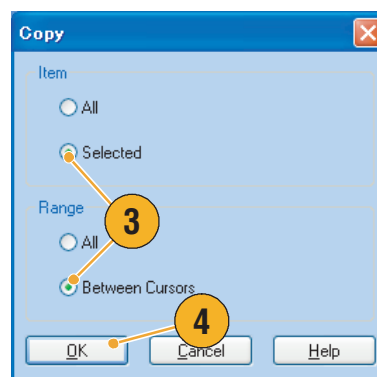 Copy
Item
All
Selected
Range
3
All
Between Cursors
4
OK Cancel Help